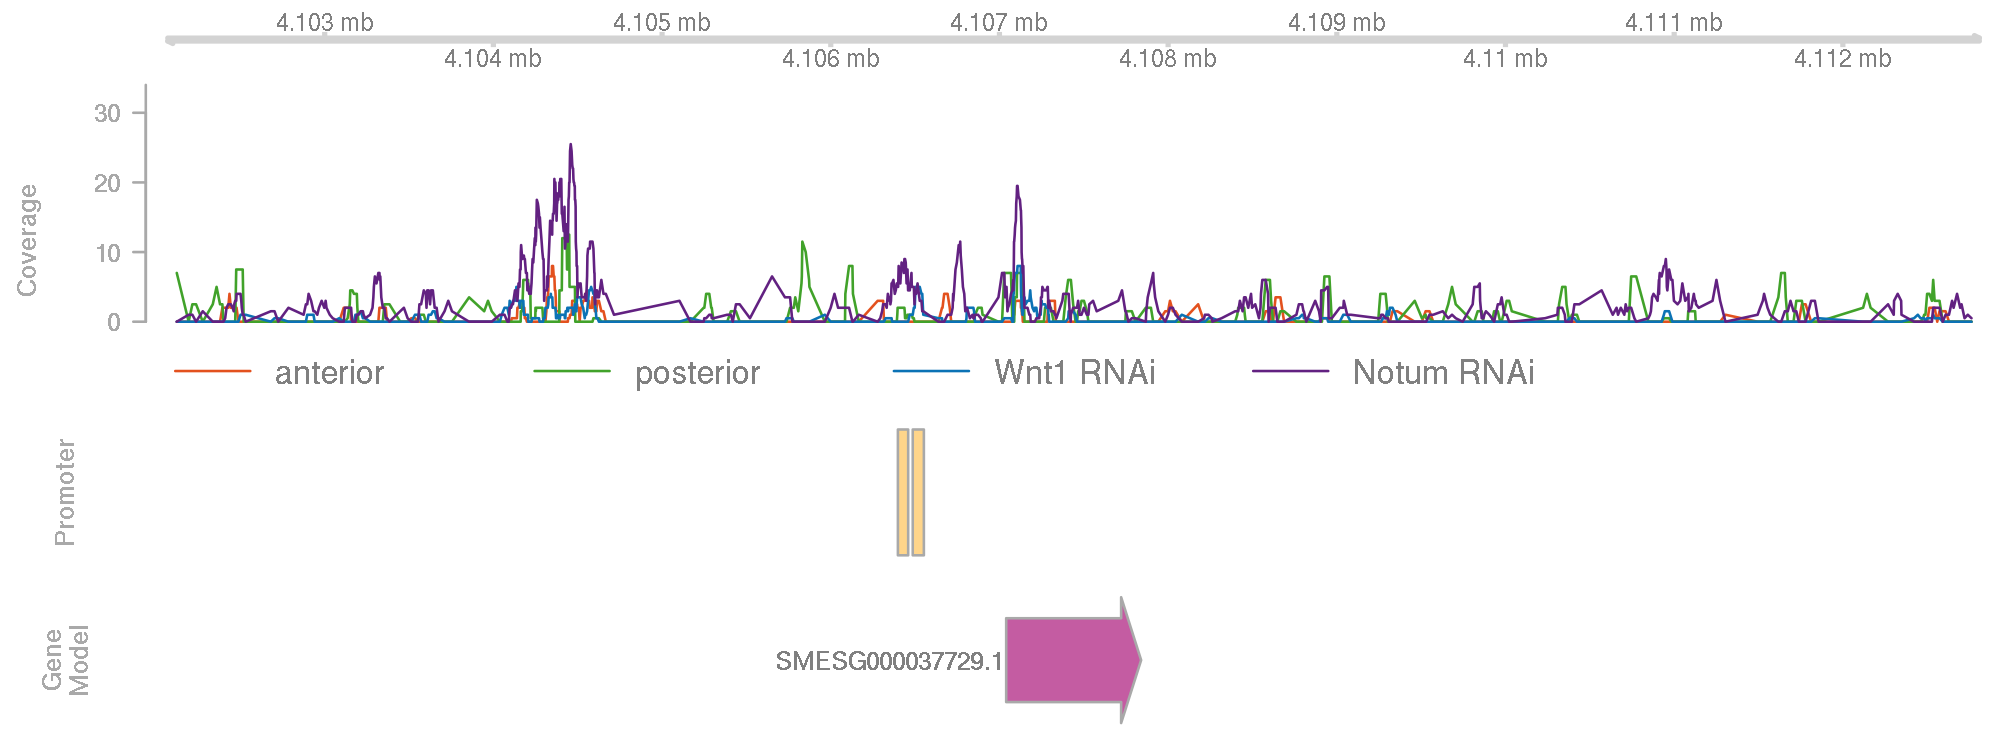 4.103 mb 4.105 mb 4.107 mb 4.109 mb 4.111 mb
4.104 mb 4.106 mb 4.108 mb 4.11 mb 4.112 mb
30
20
10
0
Coverage
anterior posterior Wnt1 RNAi Notum RNAi
Promoter
Gene
Model
SMESG000037729.1